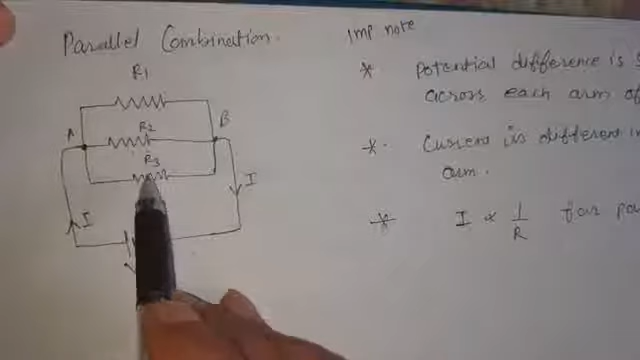 Parallel Combination.
Imp note
R1
* Potential difference is
across each arm of
A
R2
B
R3
*. Current is different in
arm.
I
I
* I ∝ 1/R for